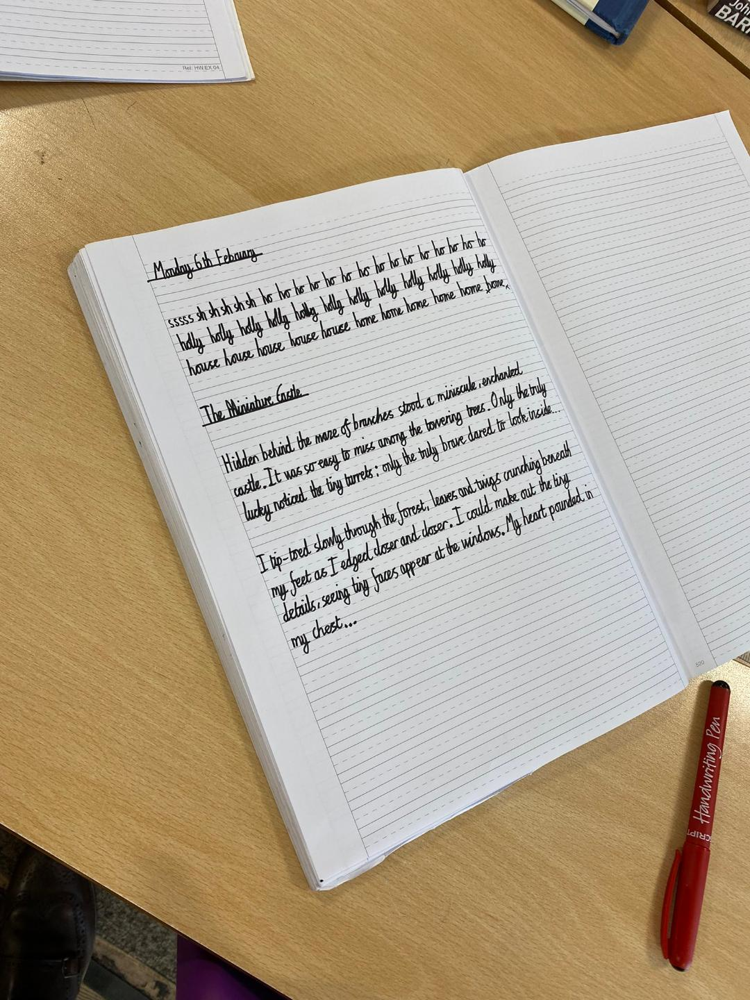 Ref: HW.EX.04
John
BAR
Monday 6th February
sssss sh sh sh sh sh ho ho ho ho ho ho ho ho ho ho ho ho ho ho ho
holly holly holly holly holly holly holly holly holly holly holly holly
house house house house house house home home home home home home
The Miniature Castle
Hidden behind the maze of branches stood a miniscule, enchanted
castle. It was so easy to miss among the towering trees. Only the truly
lucky noticed the tiny turrets; only the truly brave dared to look inside...
I tip-toed slowly through the forest, leaves and twigs crunching beneath
my feet as I edged closer and closer. I could make out the tiny
details, seeing tiny faces appear at the windows. My heart pounded in
my chest...
520
Handwriting Pen